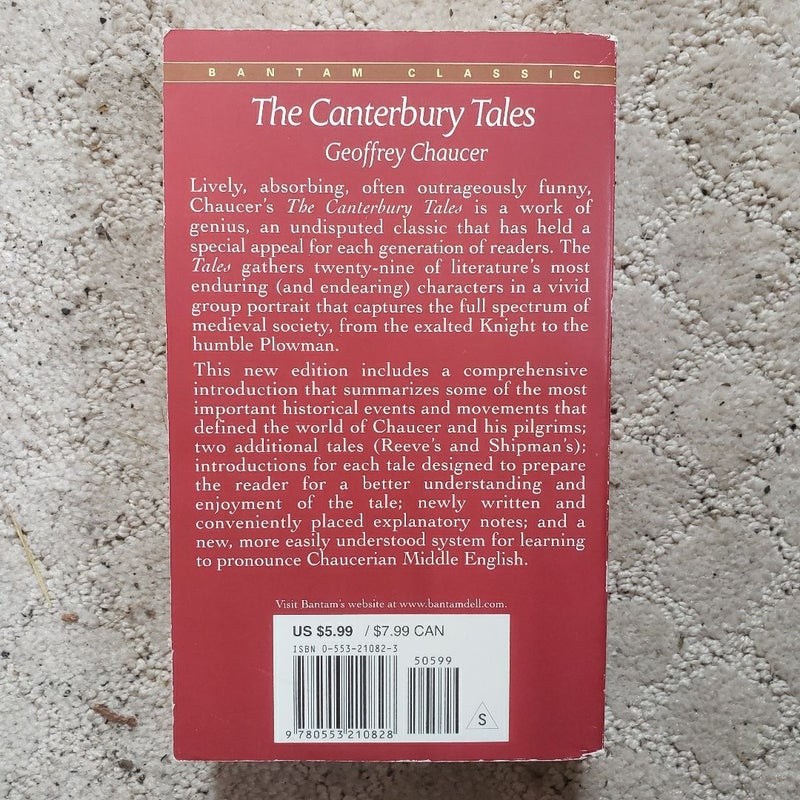 BANTAM CLASSIC
The Canterbury Tales
Geoffrey Chaucer
Lively, absorbing, often outrageously funny,
Chaucer's The Canterbury Tales is a work of
genius, an undisputed classic that has held a
special appeal for each generation of readers. The
Tales gathers twenty-nine of literature's most
enduring (and endearing) characters in a vivid
group portrait that captures the full spectrum of
medieval society, from the exalted Knight to the
humble Plowman.
This new edition includes a comprehensive
introduction that summarizes some of the most
important historical events and movements that
defined the world of Chaucer and his pilgrims;
two additional tales (Reeve's and Shipman's);
introductions for each tale designed to prepare
the reader for a better understanding and
enjoyment of the tale; newly written and
conveniently placed explanatory notes; and a
new, more easily understood system for learning
to pronounce Chaucerian Middle English.
Visit Bantam's website at www.bantamdell.com.
US $5.99 / $7.99 CAN
ISBN 0-553-21082-3
50599
9 780553 210828
S